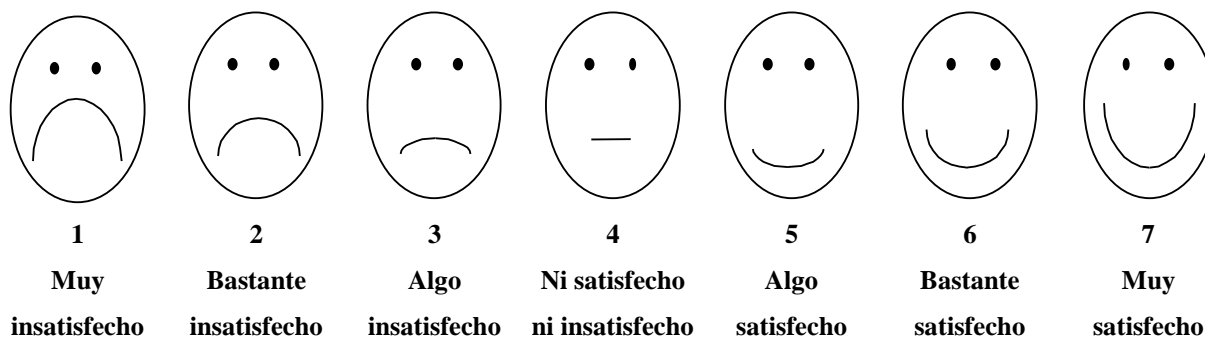 1 2 3 4 5 6 7
Muy Bastante Algo Ni satisfecho Algo Bastante Muy
insatisfecho insatisfecho insatisfecho ni insatisfecho satisfecho satisfecho satisfecho